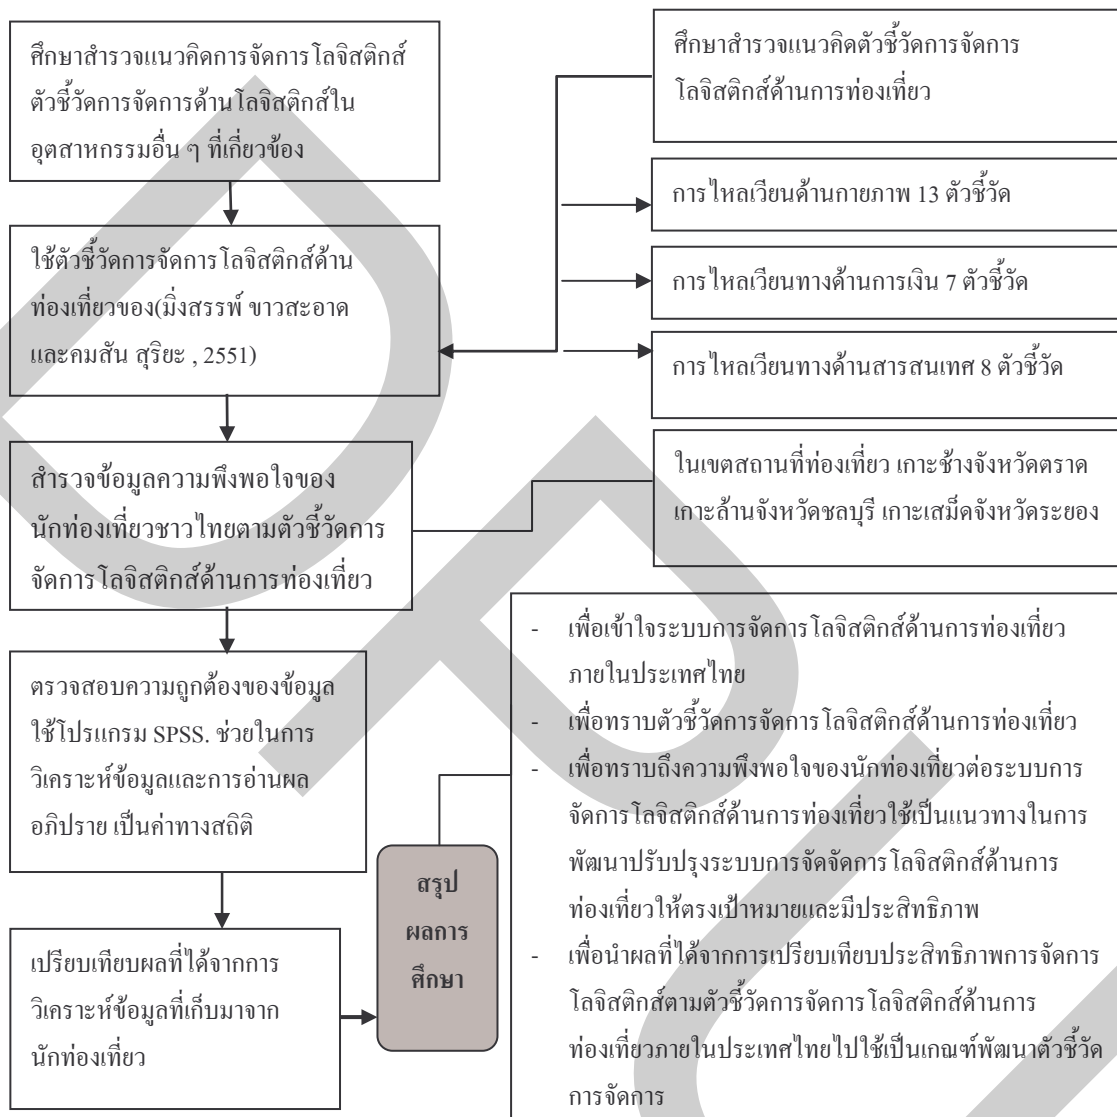 ศึกษาสำรวจแนวคิดการจัดการโลจิสติกส์
ตัวชี้วัดการจัดการด้านโลจิสติกส์ใน
อุตสาหกรรมอื่น ๆ ที่เกี่ยวข้อง
ศึกษาสำรวจแนวคิดตัวชี้วัดการจัดการ
โลจิสติกส์ด้านการท่องเที่ยว
การไหลเวียนด้านกายภาพ 13 ตัวชี้วัด
การไหลเวียนทางด้านการเงิน 7 ตัวชี้วัด
การไหลเวียนทางด้านสารสนเทศ 8 ตัวชี้วัด
ใช้ตัวชี้วัดการจัดการโลจิสติกส์ด้าน
ท่องเที่ยวของ(มิ่งสรรพ์ ขาวสะอาด
และคมสัน สุริยะ , 2551)
สำรวจข้อมูลความพึงพอใจของ
นักท่องเที่ยวชาวไทยตามตัวชี้วัดการ
จัดการโลจิสติกส์ด้านการท่องเที่ยว
ในเขตสถานที่ท่องเที่ยว เกาะช้างจังหวัดตราด
เกาะล้านจังหวัดชลบุรี เกาะเสม็ดจังหวัดระยอง
ตรวจสอบความถูกต้องของข้อมูล
ใช้โปรแกรม SPSS. ช่วยในการ
วิเคราะห์ข้อมูลและการอ่านผล
อภิปราย เป็นค่าทางสถิติ
เปรียบเทียบผลที่ได้จากการ
วิเคราะห์ข้อมูลที่เก็บมาจาก
นักท่องเที่ยว
สรุป
ผลการ
ศึกษา
- เพื่อเข้าใจระบบการจัดการโลจิสติกส์ด้านการท่องเที่ยว
ภายในประเทศไทย
- เพื่อทราบตัวชี้วัดการจัดการโลจิสติกส์ด้านการท่องเที่ยว
- เพื่อทราบถึงความพึงพอใจของนักท่องเที่ยวต่อระบบการ
จัดการโลจิสติกส์ด้านการท่องเที่ยวใช้เป็นแนวทางในการ
พัฒนาปรับปรุงระบบการจัดจัดการโลจิสติกส์ด้านการ
ท่องเที่ยวให้ตรงเป้าหมายและมีประสิทธิภาพ
- เพื่อนำผลที่ได้จากการเปรียบเทียบประสิทธิภาพการจัดการ
โลจิสติกส์ตามตัวชี้วัดการจัดการโลจิสติกส์ด้านการ
ท่องเที่ยวภายในประเทศไทยไปใช้เป็นเกณฑ์พัฒนาตัวชี้วัด
การจัดการ